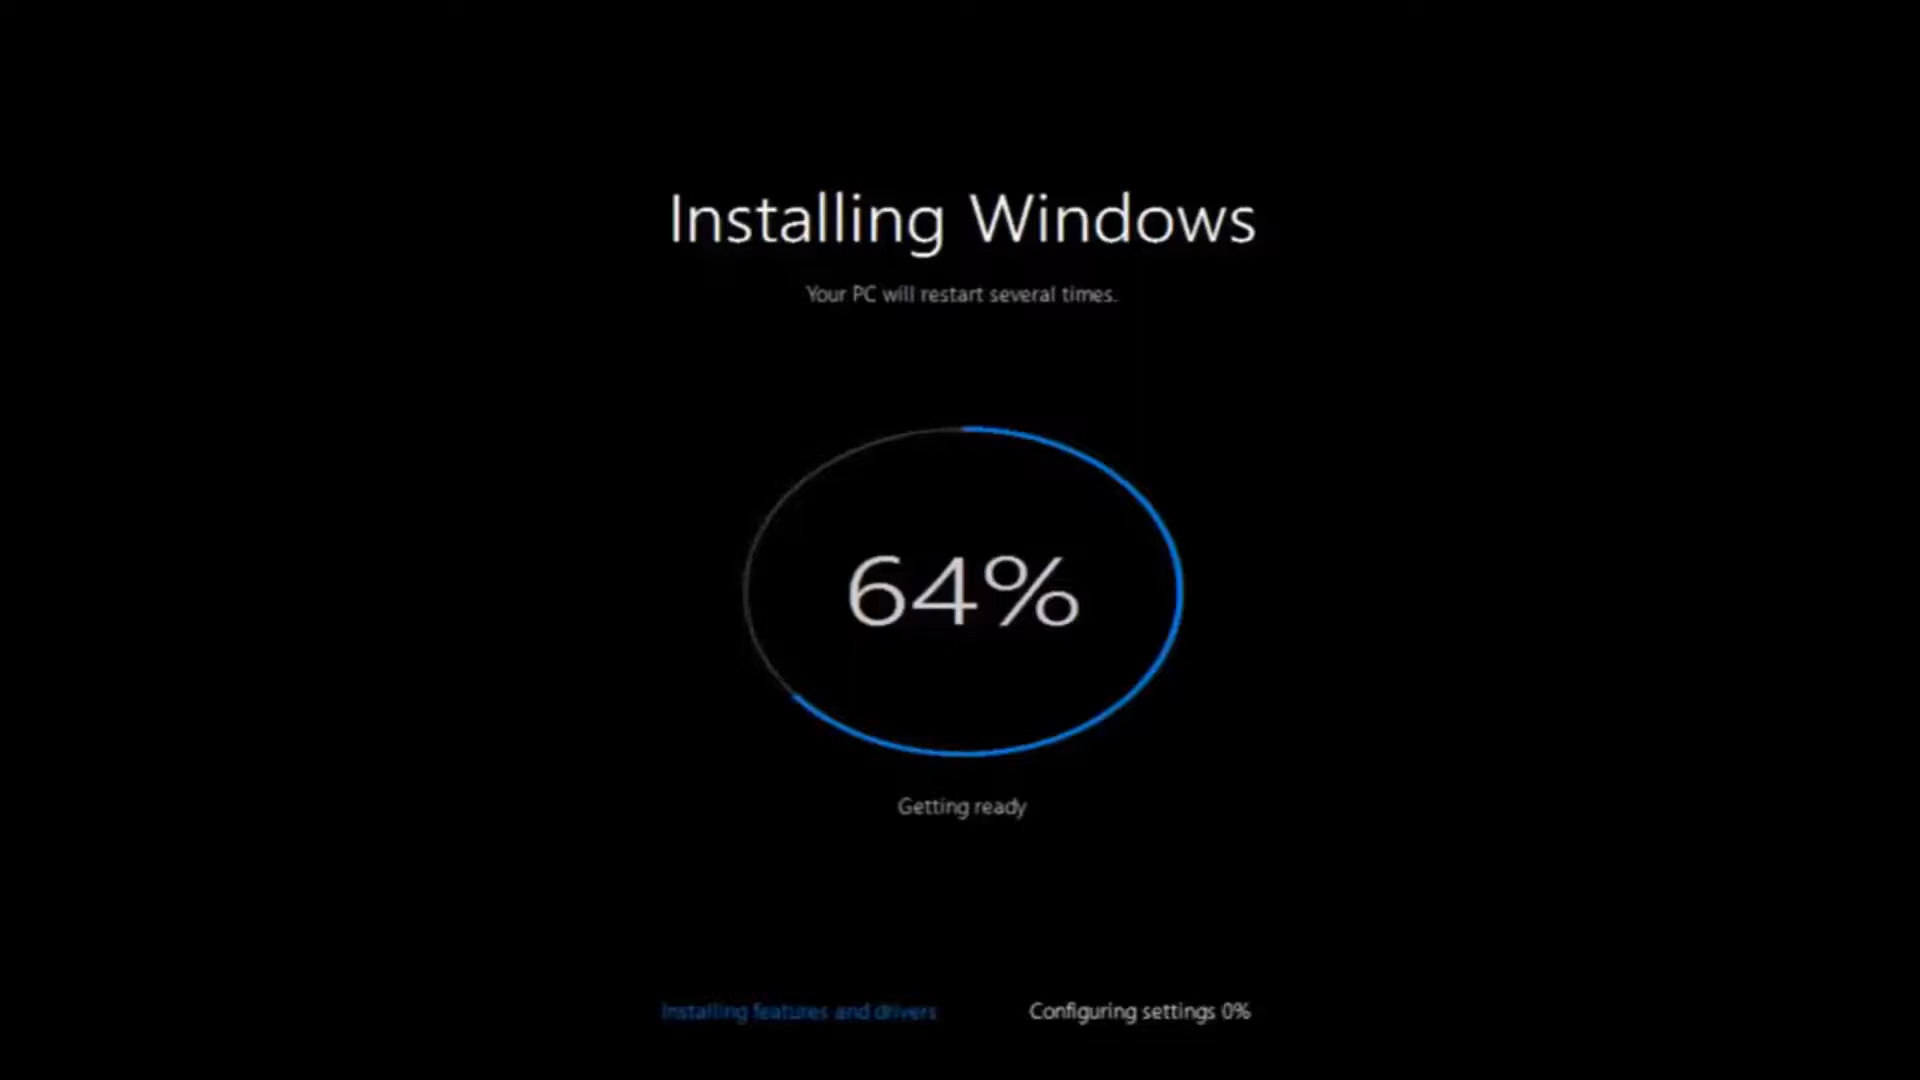 Installing Windows
Your PC will restart several times.
64%
Getting ready
Installing features and drivers
Configuring settings 0%